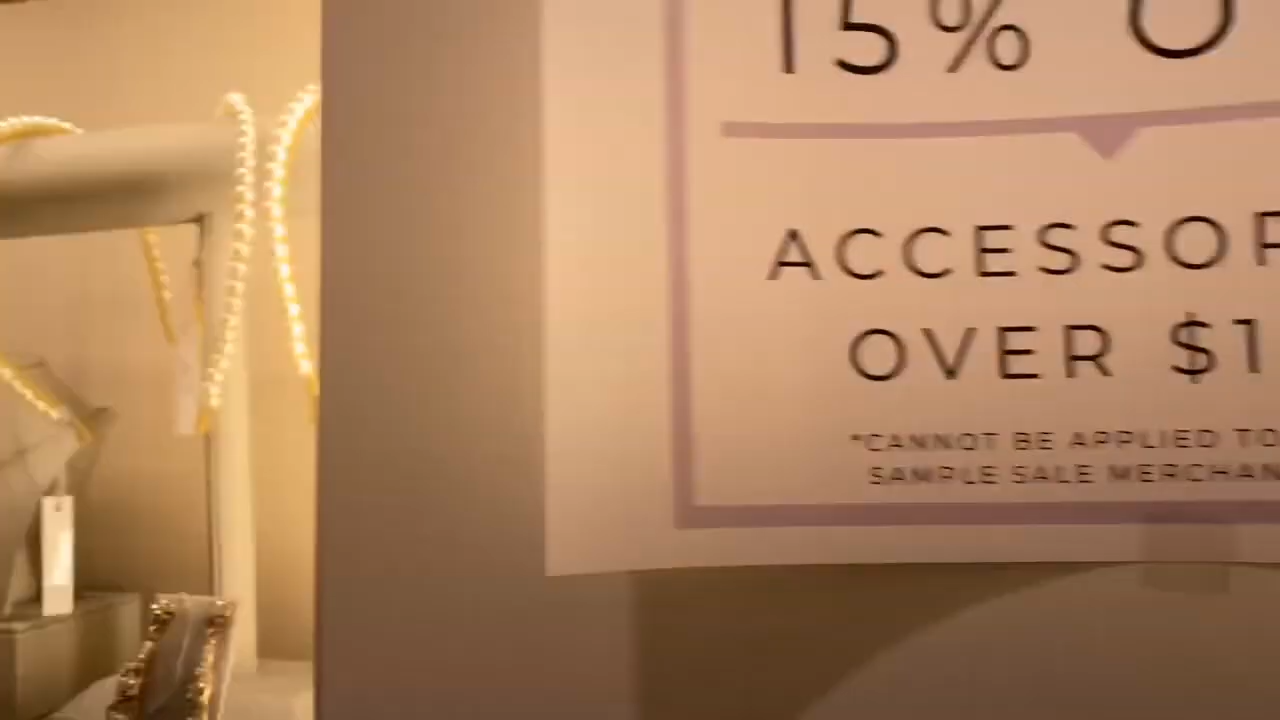 15% O
ACCESSOR
OVER $1
*CANNOT BE APPLIED TO
SAMPLE SALE MERCHAN